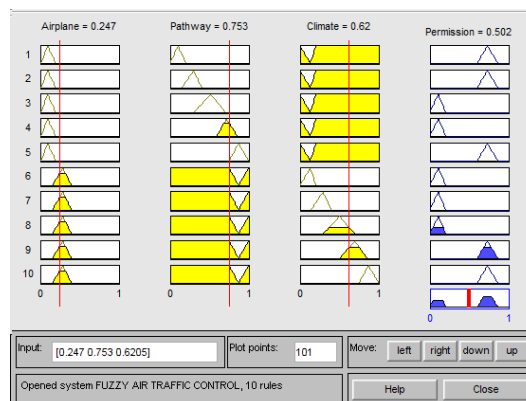 Airplane = 0.247 Pathway = 0.753 Climate = 0.62 Permission = 0.502
1
2
3
4
5
6
7
8
9
10
0 1 0 1 0 1
0 1
Input: [0.247 0.753 0.6205] Plot points: 101 Move: left right down up
Opened system FUZZY AIR TRAFFIC CONTROL, 10 rules Help Close